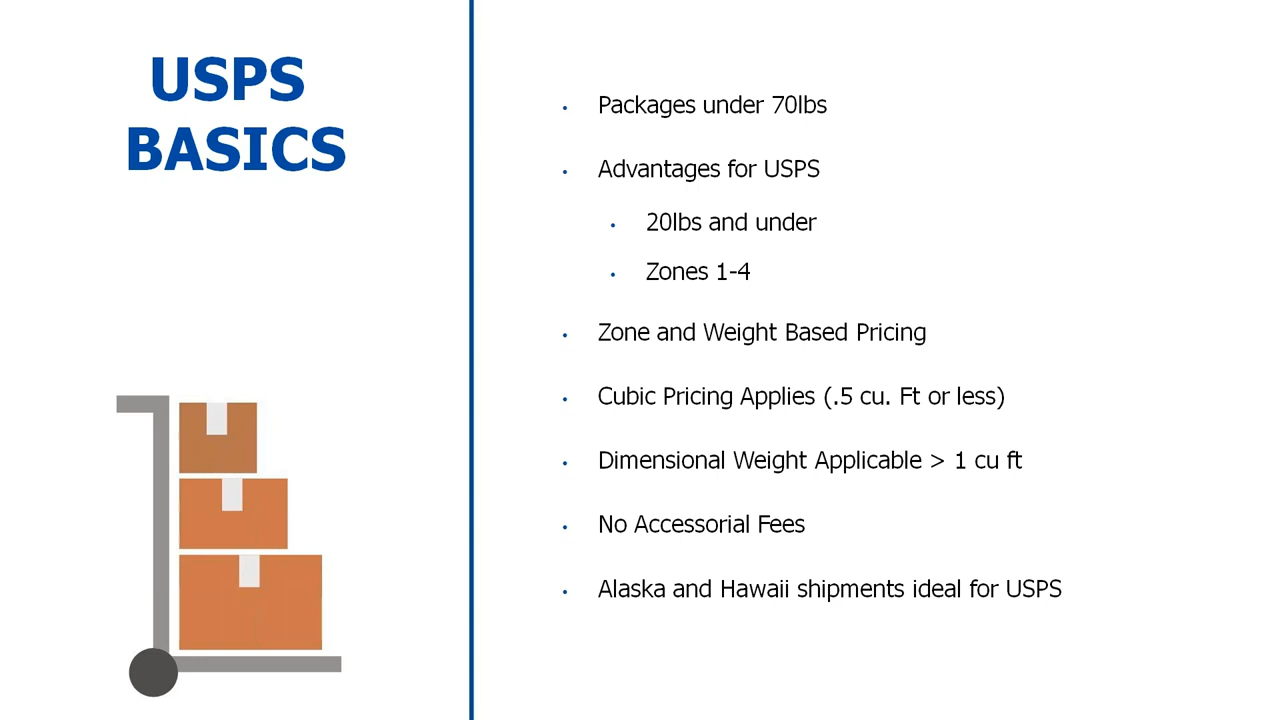 USPS
BASICS
• Packages under 70lbs
• Advantages for USPS
• 20lbs and under
• Zones 1-4
• Zone and Weight Based Pricing
• Cubic Pricing Applies (.5 cu. Ft or less)
• Dimensional Weight Applicable > 1 cu ft
• No Accessorial Fees
• Alaska and Hawaii shipments ideal for USPS